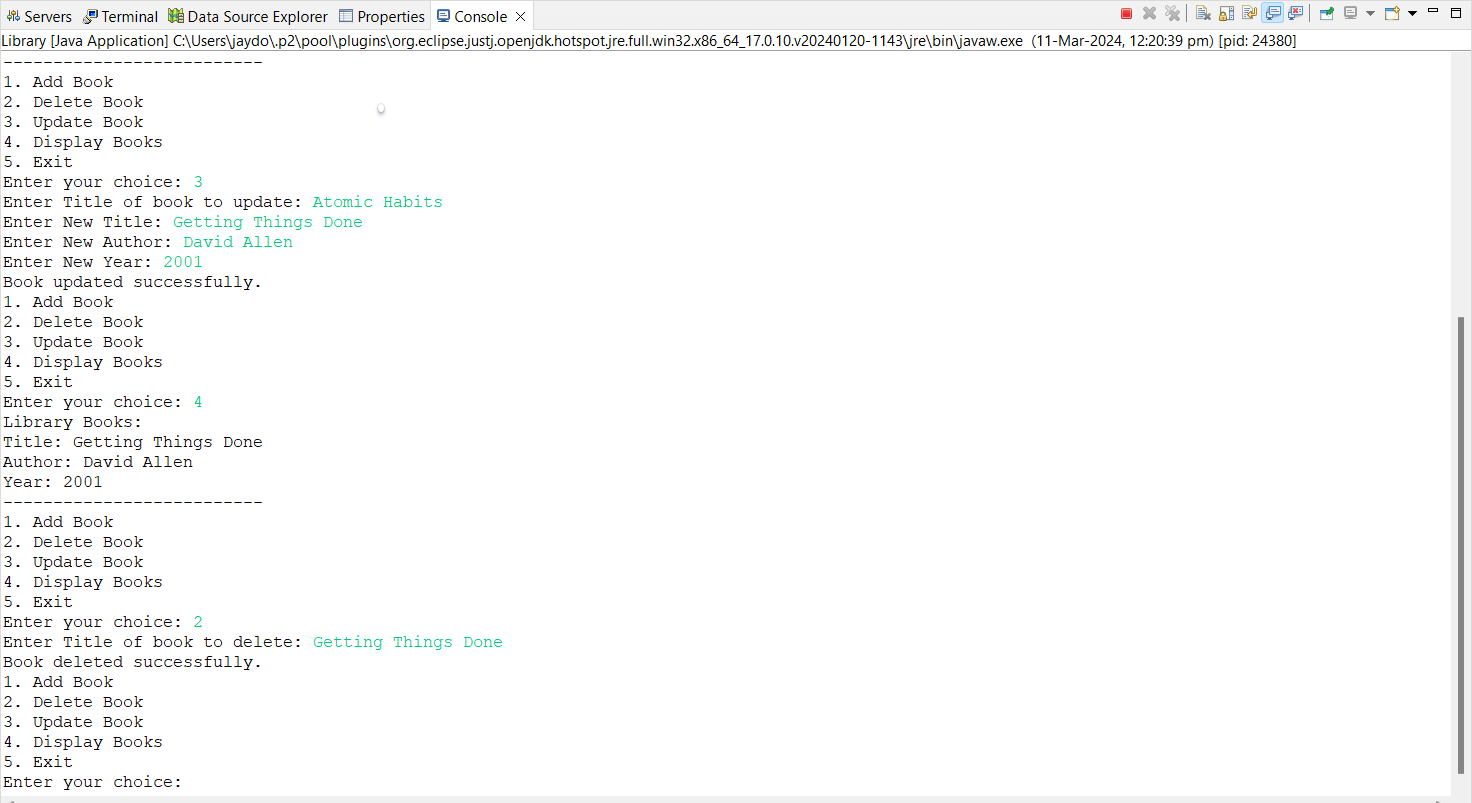 Servers Terminal Data Source Explorer Properties Console
Library [Java Application] C:\Users\jaydo\.p2\pool\plugins\org.eclipse.justj.openjdk.hotspot.jre.full.win32.x86_64_17.0.10.v20240120-1143\jre\bin\javaw.exe (11-Mar-2024, 12:20:39 pm) [pid: 24380]
--------------------------
1. Add Book
2. Delete Book
3. Update Book
4. Display Books
5. Exit
Enter your choice: 3
Enter Title of book to update: Atomic Habits
Enter New Title: Getting Things Done
Enter New Author: David Allen
Enter New Year: 2001
Book updated successfully.
1. Add Book
2. Delete Book
3. Update Book
4. Display Books
5. Exit
Enter your choice: 4
Library Books:
Title: Getting Things Done
Author: David Allen
Year: 2001
--------------------------
1. Add Book
2. Delete Book
3. Update Book
4. Display Books
5. Exit
Enter your choice: 2
Enter Title of book to delete: Getting Things Done
Book deleted successfully.
1. Add Book
2. Delete Book
3. Update Book
4. Display Books
5. Exit
Enter your choice: